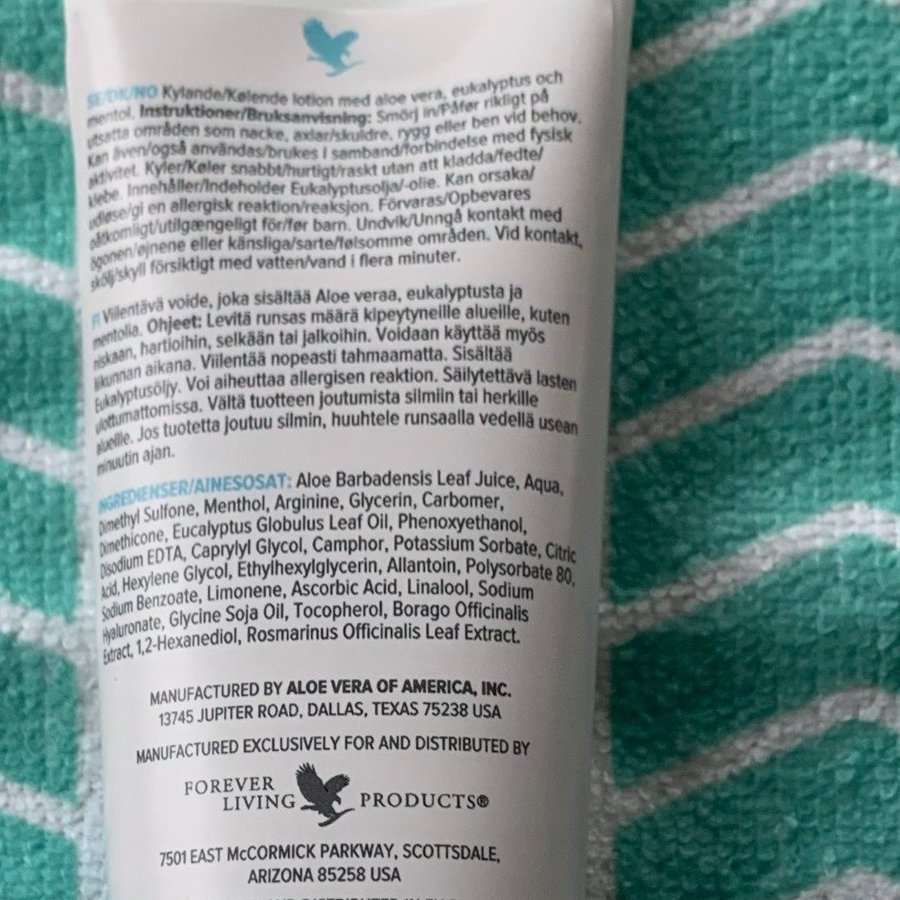 SE/DK/NO Kylande/Kølende lotion med aloe vera, eukalyptus och
mentol. Instruktioner/Bruksanvisning: Smörj in/Påfør rikligt på
utsatta områden som nacke, axlar/skuldre, rygg eller ben vid behov.
Kan även/også användas/brukes i samband/forbindelse med fysisk
aktivitet. Kyler/Køler snabbt/hurtigt/raskt utan att kladda/fedte/
klebe. Innehåller/Indeholder Eukalyptusolja/-olie. Kan orsaka/
udløse/gi en allergisk reaktion/reaksjon. Förvaras/Opbevares
oåtkomligt/utilgængeligt för/før barn. Undvik/Unngå kontakt med
ögonen/øjnene eller känsliga/sarte/følsomme områden. Vid kontakt,
skölj/skyll försiktigt med vatten/vand i flera minuter.
FI Viilentävä voide, joka sisältää Aloe veraa, eukalyptusta ja
mentolia. Ohjeet: Levitä runsas määrä kipeytyneille alueille, kuten
niskaan, hartioihin, selkään tai jalkoihin. Voidaan käyttää myös
liikunnan aikana. Viilentää nopeasti tahmaamatta. Sisältää
Eukalyptusöljy. Voi aiheuttaa allergisen reaktion. Säilytettävä lasten
ulottumattomissa. Vältä tuotteen joutumista silmiin tai herkille
alueille. Jos tuotetta joutuu silmin, huuhtele runsaalla vedellä usean
minuutin ajan.
INGREDIENSER/AINESOSAT: Aloe Barbadensis Leaf Juice, Aqua,
Dimethyl Sulfone, Menthol, Arginine, Glycerin, Carbomer,
Dimethicone, Eucalyptus Globulus Leaf Oil, Phenoxyethanol,
Disodium EDTA, Caprylyl Glycol, Camphor, Potassium Sorbate, Citric
Acid, Hexylene Glycol, Ethylhexylglycerin, Allantoin, Polysorbate 80,
Sodium Benzoate, Limonene, Ascorbic Acid, Linalool, Sodium
Hyaluronate, Glycine Soja Oil, Tocopherol, Borago Officinalis
Extract, 1,2-Hexanediol, Rosmarinus Officinalis Leaf Extract.
MANUFACTURED BY ALOE VERA OF AMERICA, INC.
13745 JUPITER ROAD, DALLAS, TEXAS 75238 USA
MANUFACTURED EXCLUSIVELY FOR AND DISTRIBUTED BY
FOREVER
LIVING PRODUCTS®
7501 EAST McCORMICK PARKWAY, SCOTTSDALE,
ARIZONA 85258 USA